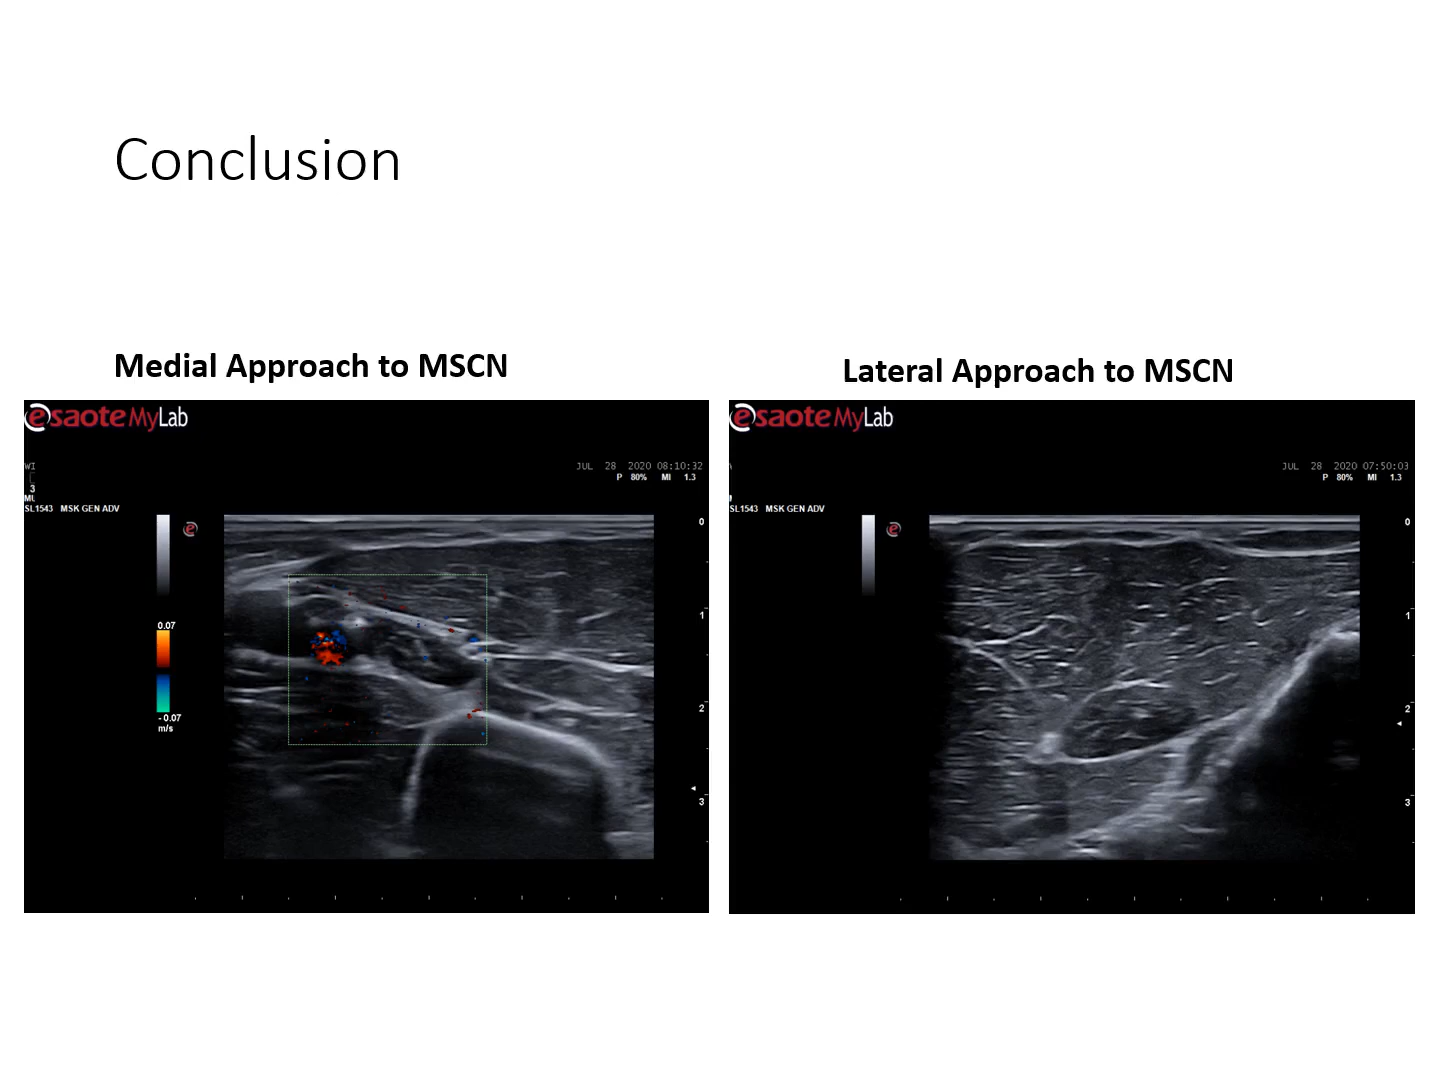 Conclusion
Medial Approach to MSCN
Lateral Approach to MSCN
esaote MyLab
WI
JUL 28 2020 08:10:32
P 80% MI 1.3
3
SL1543 MSK GEN ADV
0
0.07
1
-0.07
m/s
2
3
esaote MyLab
JUL 28 2020 07:50:03
P 80% MI 1.3
SL1543 MSK GEN ADV
0
1
2
3